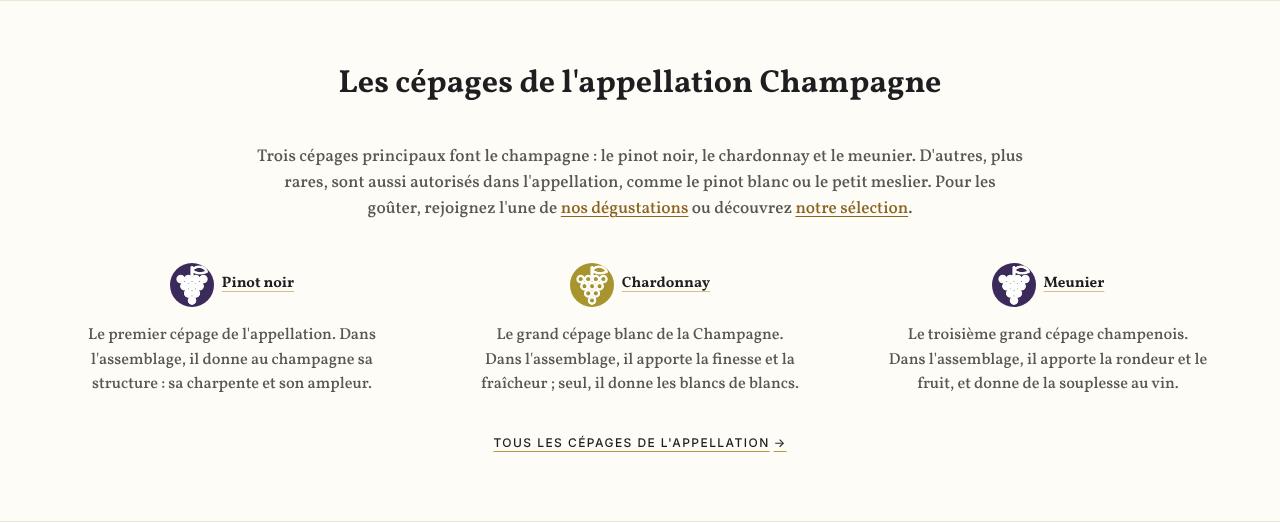 Les cépages de l'appellation Champagne
Trois cépages principaux font le champagne : le pinot noir, le chardonnay et le meunier. D'autres, plus
rares, sont aussi autorisés dans l'appellation, comme le pinot blanc ou le petit meslier. Pour les
goûter, rejoignez l'une de nos dégustations ou découvrez notre sélection.
Pinot noir
Le premier cépage de l'appellation. Dans
l'assemblage, il donne au champagne sa
structure : sa charpente et son ampleur.
Chardonnay
Le grand cépage blanc de la Champagne.
Dans l'assemblage, il apporte la finesse et la
fraîcheur ; seul, il donne les blancs de blancs.
Meunier
Le troisième grand cépage champenois.
Dans l'assemblage, il apporte la rondeur et le
fruit, et donne de la souplesse au vin.
TOUS LES CÉPAGES DE L'APPELLATION →